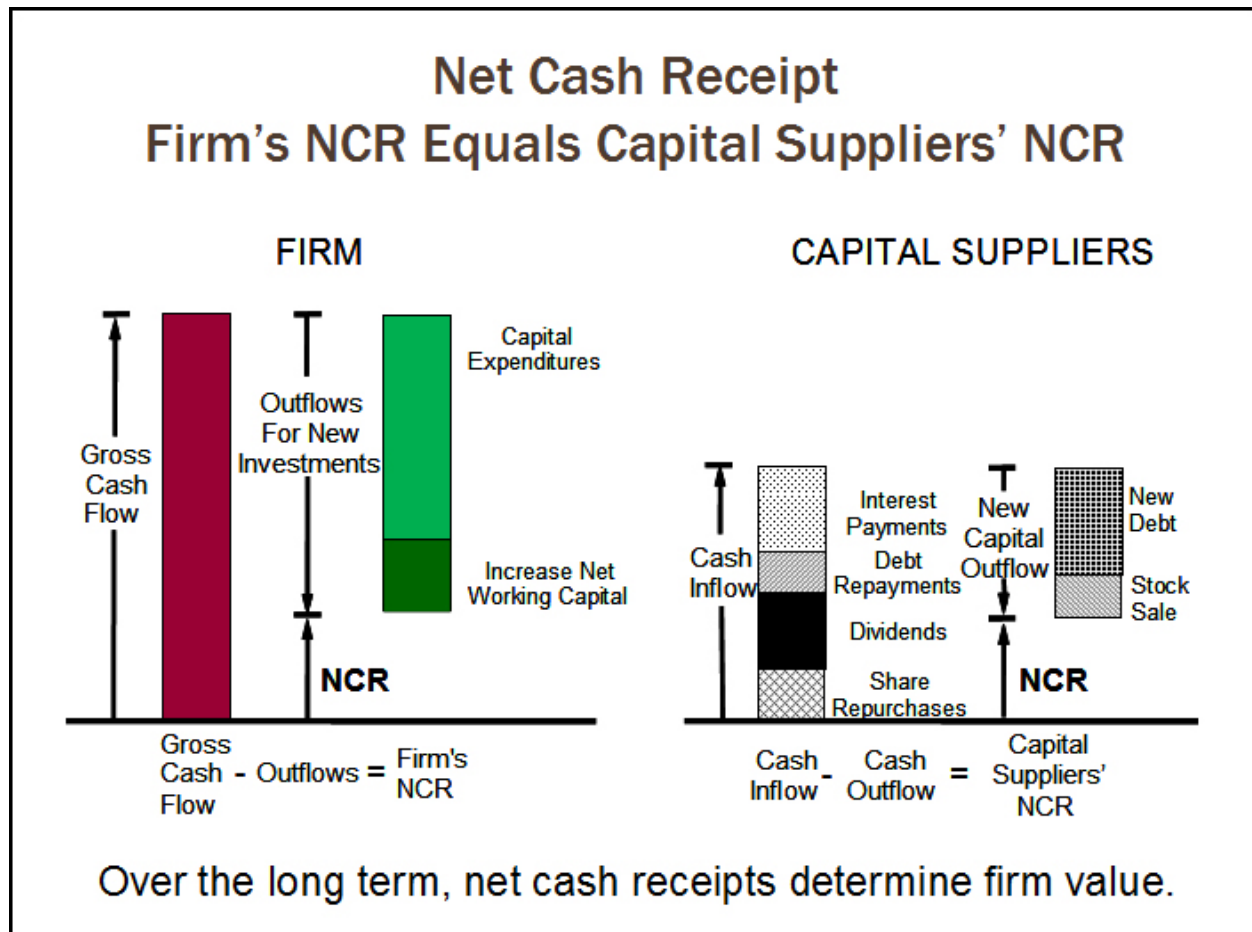 Net Cash Receipt
Firm's NCR Equals Capital Suppliers' NCR
FIRM
Gross
Cash
Flow
Outflows
For New
Investments
Capital
Expenditures
Increase Net
Working Capital
NCR
Gross
Cash
Flow
- Outflows =
Firm's
NCR
CAPITAL SUPPLIERS
Cash
Inflow
Interest
Payments
Debt
Repayments
Dividends
Share
Repurchases
New
Capital
Outflow
New
Debt
Stock
Sale
NCR
Cash
Inflow
-
Cash
Outflow
=
Capital
Suppliers'
NCR
Over the long term, net cash receipts determine firm value.